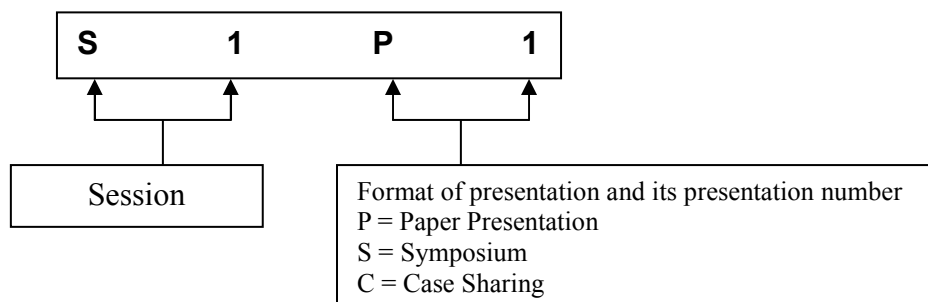 S 1 P 1
Session
Format of presentation and its presentation number
P = Paper Presentation
S = Symposium
C = Case Sharing